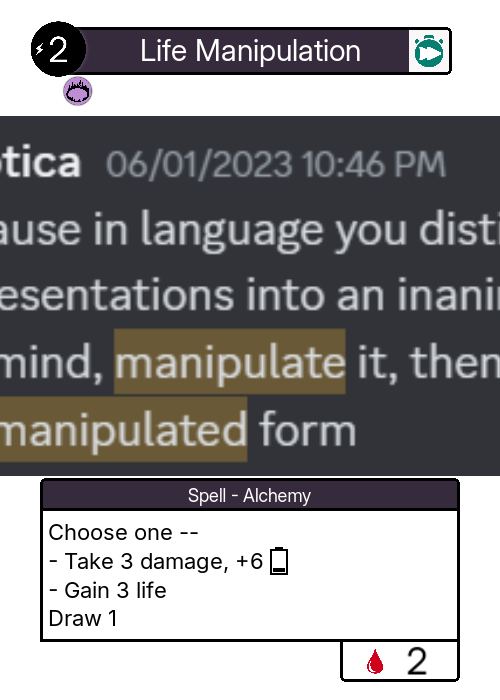 2
Life Manipulation
otica 06/01/2023 10:46 PM
ause in language you disti
esentations into an inani
mind, manipulate it, then
manipulated form
Spell - Alchemy
Choose one --
- Take 3 damage, +6
- Gain 3 life
Draw 1
2